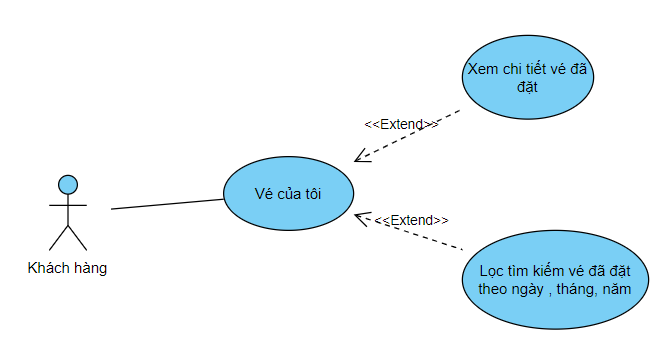 Xem chi tiết vé đã
đặt
<<Extend>>
Vé của tôi
<<Extend>>
Khách hàng
Lọc tìm kiếm vé đã đặt
theo ngày , tháng, năm